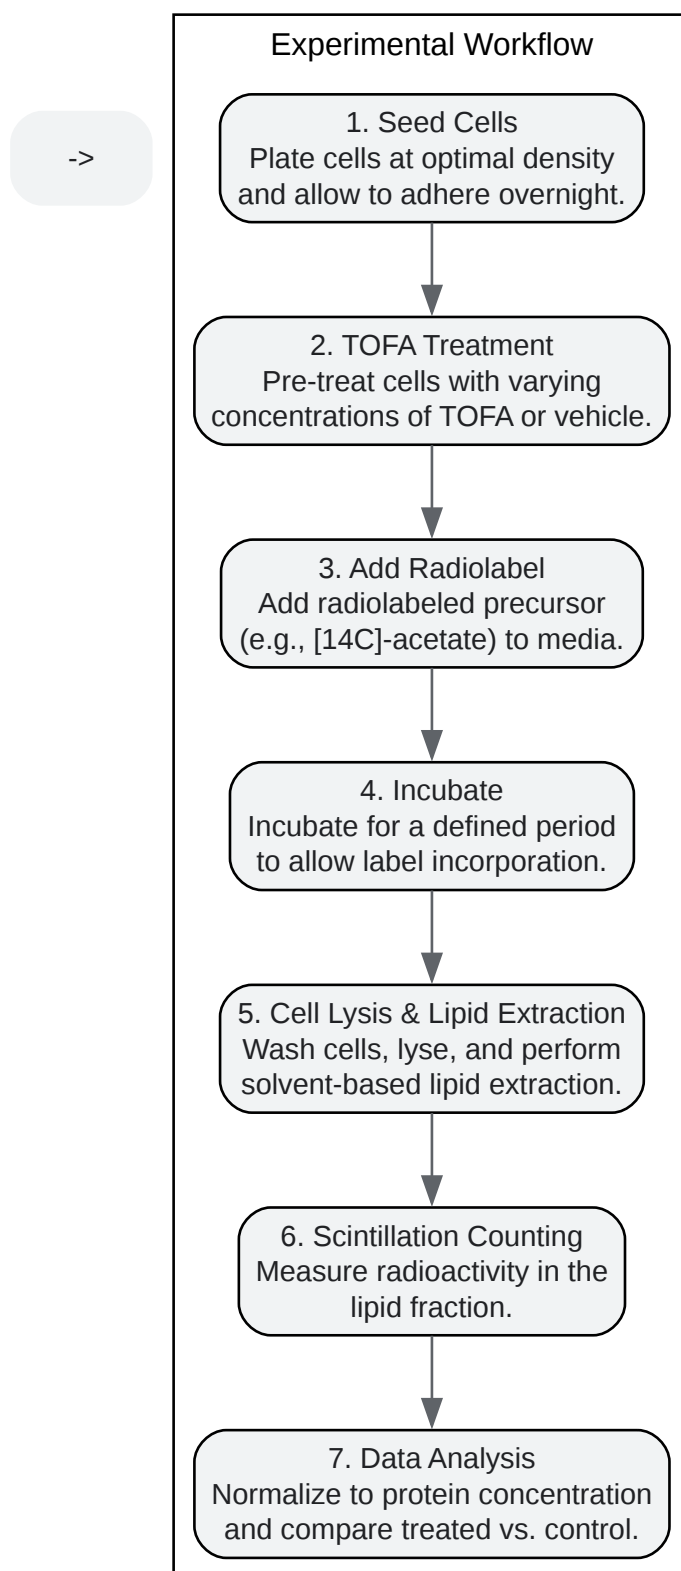 Experimental Workflow
->
1. Seed Cells
Plate cells at optimal density
and allow to adhere overnight.
2. TOFA Treatment
Pre-treat cells with varying
concentrations of TOFA or vehicle.
3. Add Radiolabel
Add radiolabeled precursor
(e.g., [14C]-acetate) to media.
4. Incubate
Incubate for a defined period
to allow label incorporation.
5. Cell Lysis & Lipid Extraction
Wash cells, lyse, and perform
solvent-based lipid extraction.
6. Scintillation Counting
Measure radioactivity in the
lipid fraction.
7. Data Analysis
Normalize to protein concentration
and compare treated vs. control.